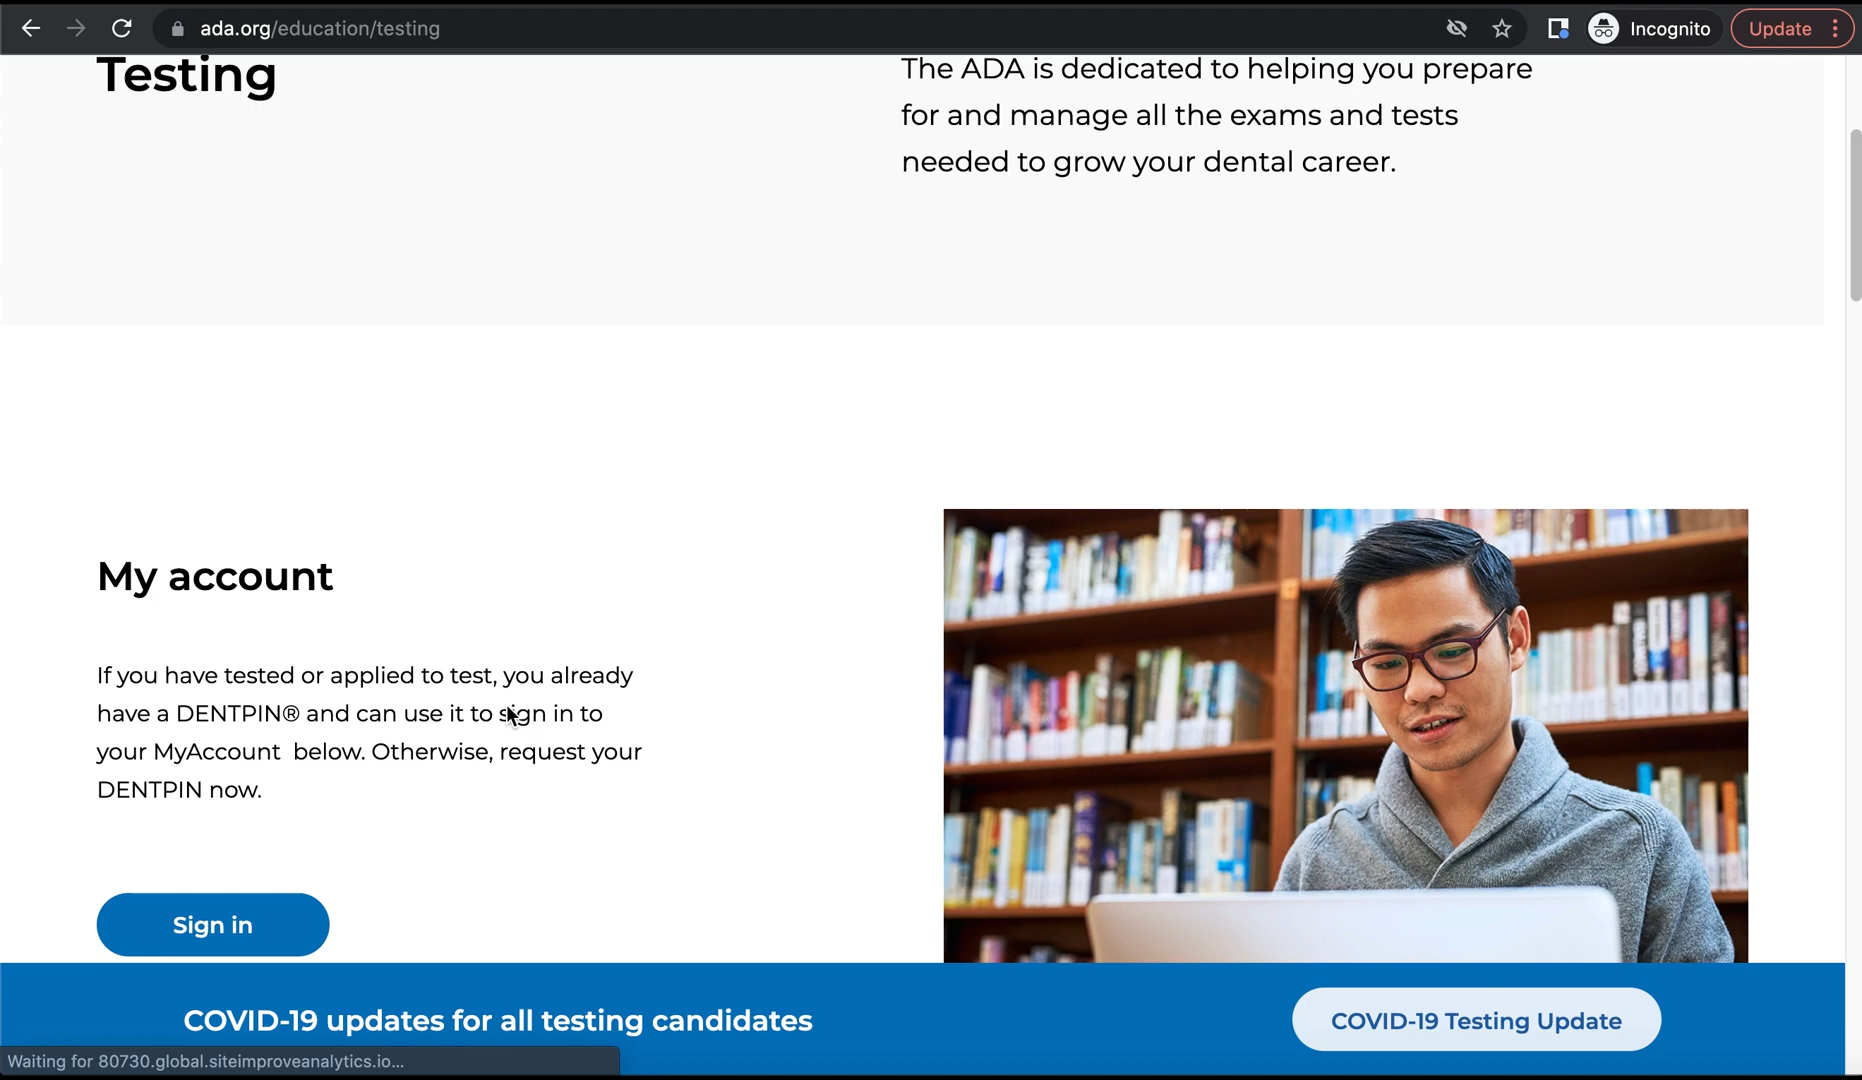 ada.org/education/testing
Incognito
Update
Testing
The ADA is dedicated to helping you prepare
for and manage all the exams and tests
needed to grow your dental career.
My account
If you have tested or applied to test, you already
have a DENTPIN® and can use it to sign in to
your MyAccount  below. Otherwise, request your
DENTPIN now.
Sign in
COVID-19 updates for all testing candidates
COVID-19 Testing Update
Waiting for 80730.global.siteimproveanalytics.io...